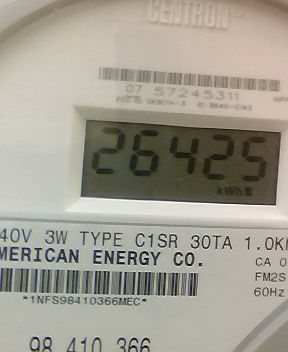 CENTRON®
07 57245311
26425
kWh
40V 3W TYPE C1SR 30TA 1.0K
MERICAN ENERGY CO.
CA 0
FM2S
60Hz
*1NFS98410366MEC*
98 410 366